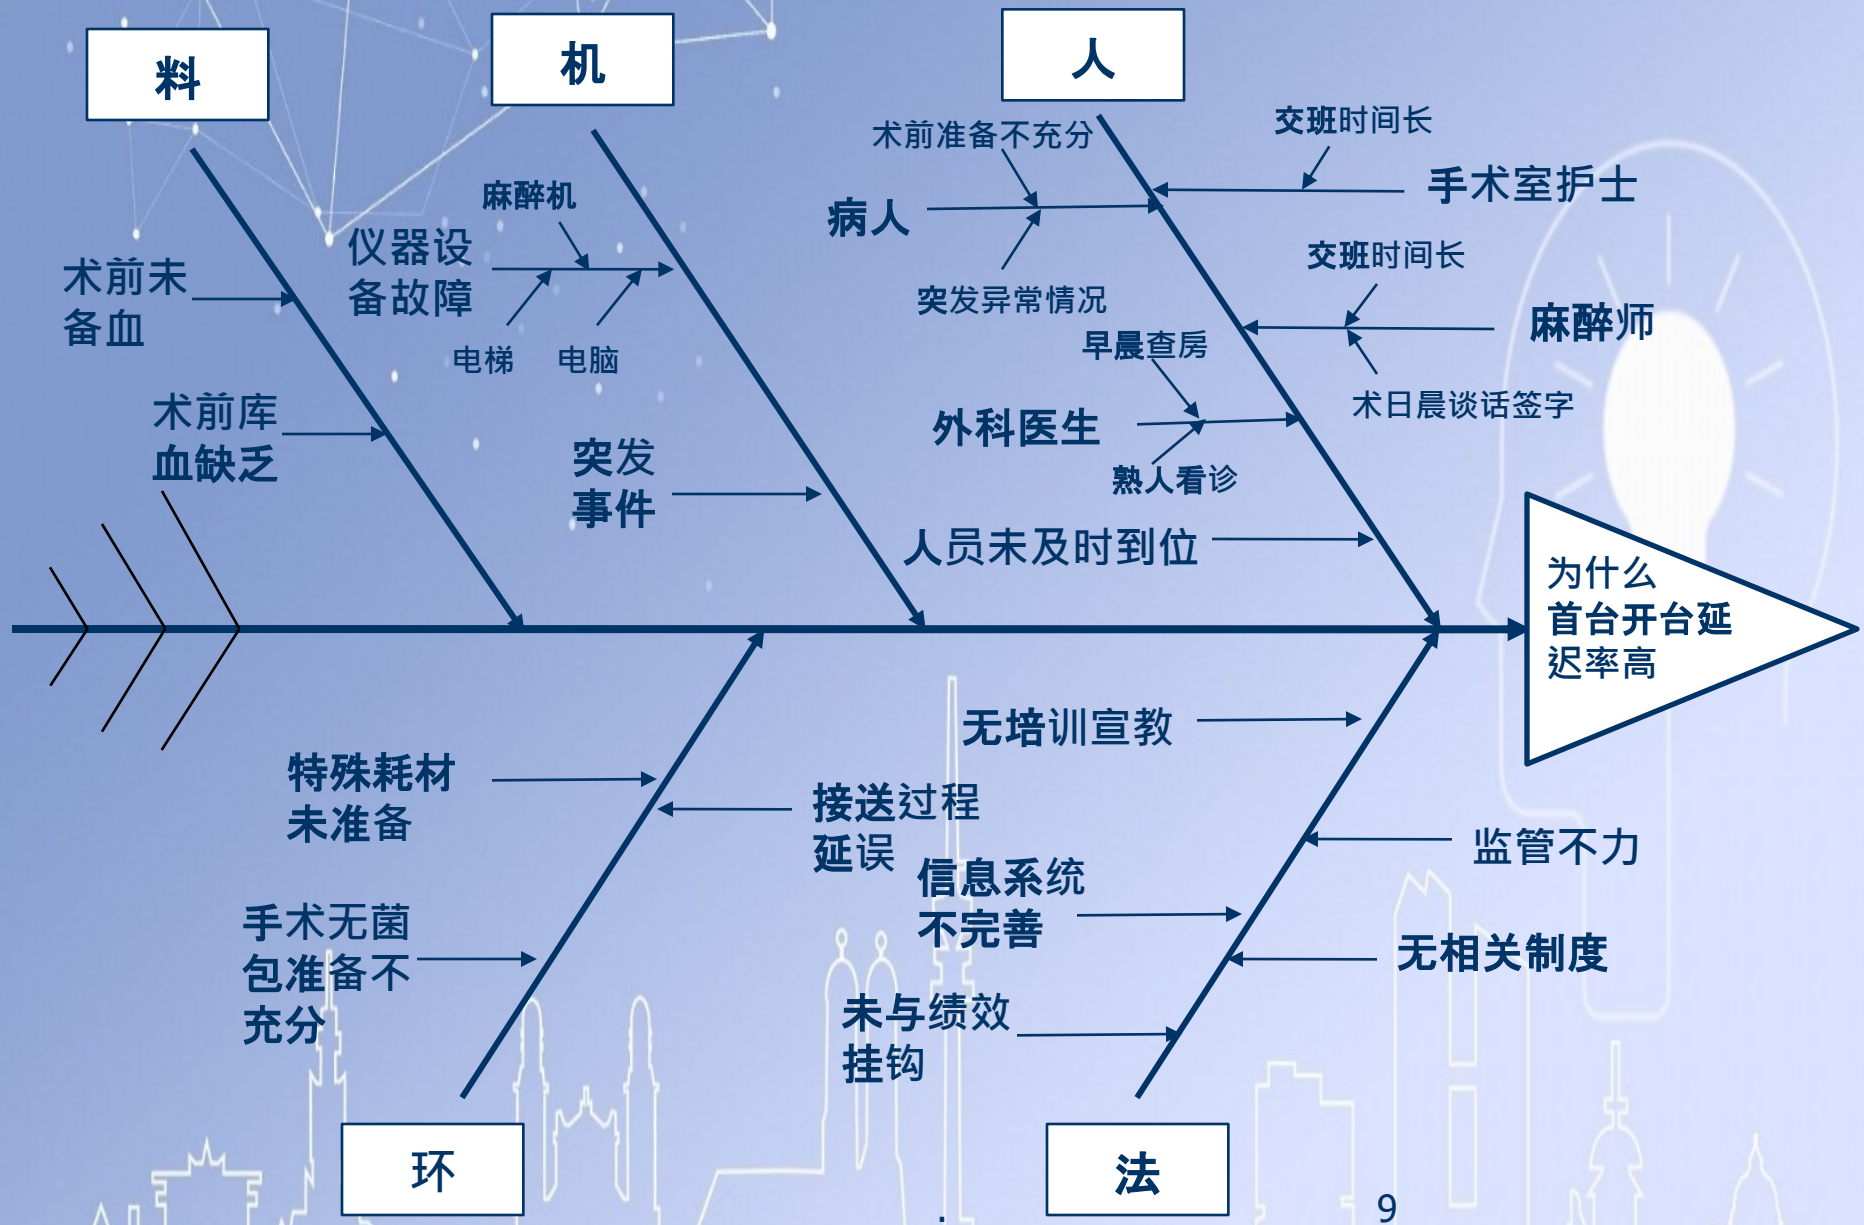 料
机
人
术前准备不充分
交班时间长
手术室护士
病人
麻醉机
仪器设
备故障
电梯
电脑
突发异常情况
交班时间长
麻醉师
术日晨谈话签字
早晨查房
外科医生
熟人看诊
术前未
备血
术前库
血缺乏
突发
事件
人员未及时到位
为什么
首台开台延
迟率高
无培训宣教
特殊耗材
未准备
接送过程
延误
监管不力
信息系统
不完善
手术无菌
包准备不
充分
无相关制度
未与绩效
挂钩
环
法
.
9